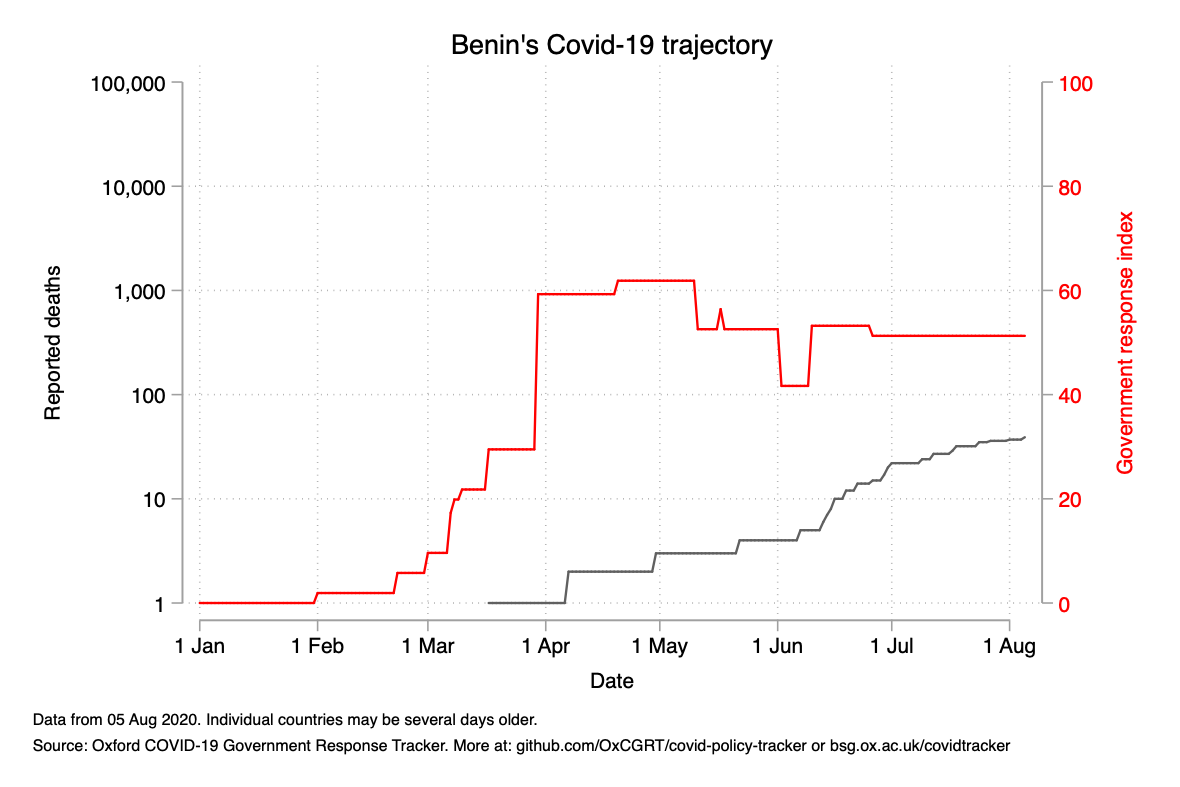 Benin's Covid-19 trajectory
100,000
10,000
1,000
100
10
1
Reported deaths
100
80
60
40
20
0
Government response index
1 Jan
1 Feb
1 Mar
1 Apr
1 May
1 Jun
1 Jul
1 Aug
Date
Data from 05 Aug 2020. Individual countries may be several days older.
Source: Oxford COVID-19 Government Response Tracker. More at: github.com/OxCGRT/covid-policy-tracker or bsg.ox.ac.uk/covidtracker